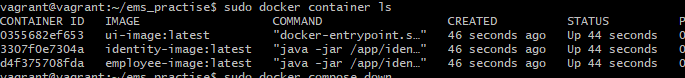 vagrant@vagrant:~/ems_practise$ sudo docker container ls
CONTAINER ID IMAGE COMMAND CREATED STATUS P
0355682ef653 ui-image:latest "docker-entrypoint.s…" 46 seconds ago Up 44 seconds
3307f0e7304a identity-image:latest "java -jar /app/iden…" 46 seconds ago Up 44 seconds
d4f375708fda employee-image:latest "java -jar /app/empl…" 46 seconds ago Up 44 seconds
vagrant@vagrant:~/ems_practise$ sudo docker compose down